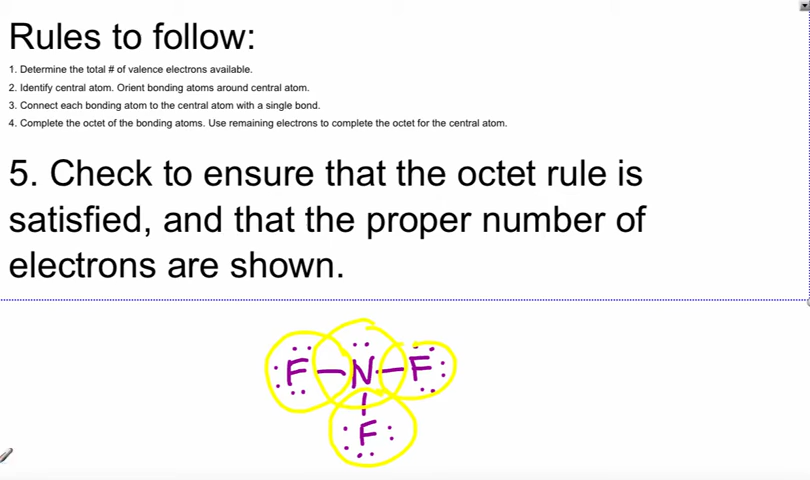 Rules to follow:
1. Determine the total # of valence electrons available.
2. Identify central atom. Orient bonding atoms around central atom.
3. Connect each bonding atom to the central atom with a single bond.
4. Complete the octet of the bonding atoms. Use remaining electrons to complete the octet for the central atom.
5. Check to ensure that the octet rule is
satisfied, and that the proper number of
electrons are shown.
F N F
F